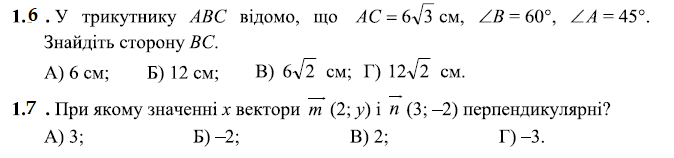 1.6 . У трикутнику ABC відомо, що AC = 6√3 см, ∠B = 60°, ∠A = 45°.
Знайдіть сторону BC.
А) 6 см; Б) 12 см; В) 6√2 см; Г) 12√2 см.
1.7 . При якому значенні x вектори m⃗ (2; y) і n⃗ (3; –2) перпендикулярні?
А) 3; Б) –2; В) 2; Г) –3.